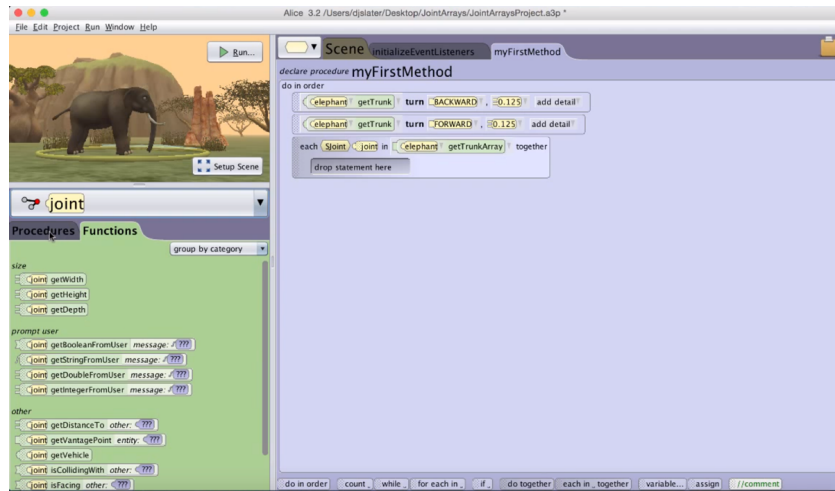 Alice 3.2 /Users/djslater/Desktop/JointArrays/JointArraysProject.a3p *
File Edit Project Run Window Help
Run...
Setup Scene
joint
Procedures Functions
group by category
size
joint getWidth
joint getHeight
joint getDepth
prompt user
joint getBooleanFromUser message: ???
joint getStringFromUser message: ???
joint getDoubleFromUser message: ???
joint getIntegerFromUser message: ???
other
joint getDistanceTo other: ???
joint getVantagePoint entity: ???
joint getVehicle
joint isCollidingWith other: ???
joint isFacing other: ???
Scene initializeEventListeners myFirstMethod
declare procedure myFirstMethod
do in order
elephant getTrunk turn BACKWARD , 0.125 add detail
elephant getTrunk turn FORWARD , 0.125 add detail
each SJoint joint in elephant getTrunkArray together
drop statement here
do in order count _ while _ for each in _ if _ do together each in _ together variable... assign //comment